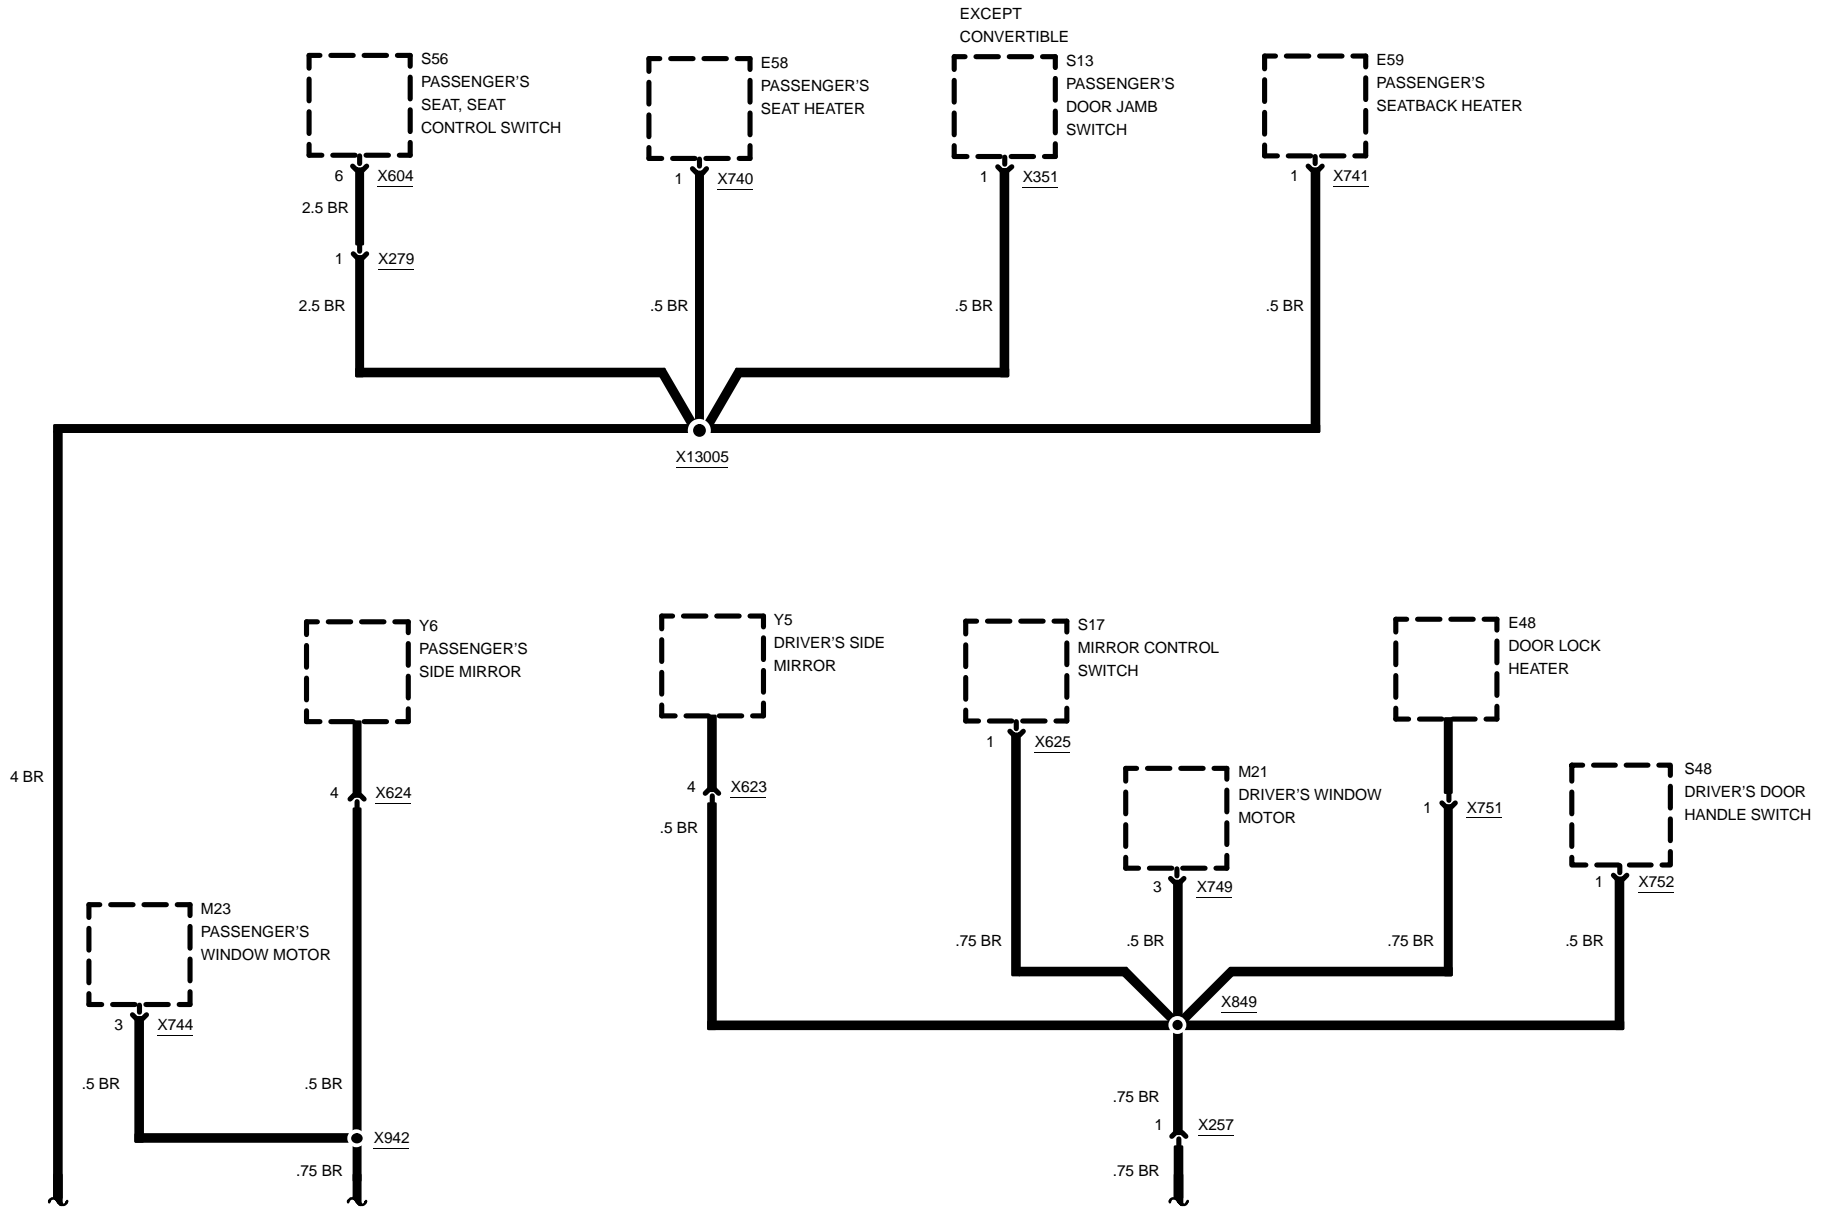 EXCEPT
CONVERTIBLE
S56
PASSENGER'S
SEAT, SEAT
CONTROL SWITCH
E58
PASSENGER'S
SEAT HEATER
S13
PASSENGER'S
DOOR JAMB
SWITCH
E59
PASSENGER'S
SEATBACK HEATER
6 X604
1 X740
1 X351
1 X741
2.5 BR
1 X279
2.5 BR
.5 BR
.5 BR
.5 BR
X13005
Y6
PASSENGER'S
SIDE MIRROR
Y5
DRIVER'S SIDE
MIRROR
S17
MIRROR CONTROL
SWITCH
E48
DOOR LOCK
HEATER
1 X625
4 BR
4 X624
4 X623
.5 BR
M21
DRIVER'S WINDOW
MOTOR
1 X751
S48
DRIVER'S DOOR
HANDLE SWITCH
3 X749
1 X752
M23
PASSENGER'S
WINDOW MOTOR
.75 BR
.5 BR
.75 BR
.5 BR
X849
3 X744
.5 BR
.5 BR
.75 BR
1 X257
X942
.75 BR
.75 BR